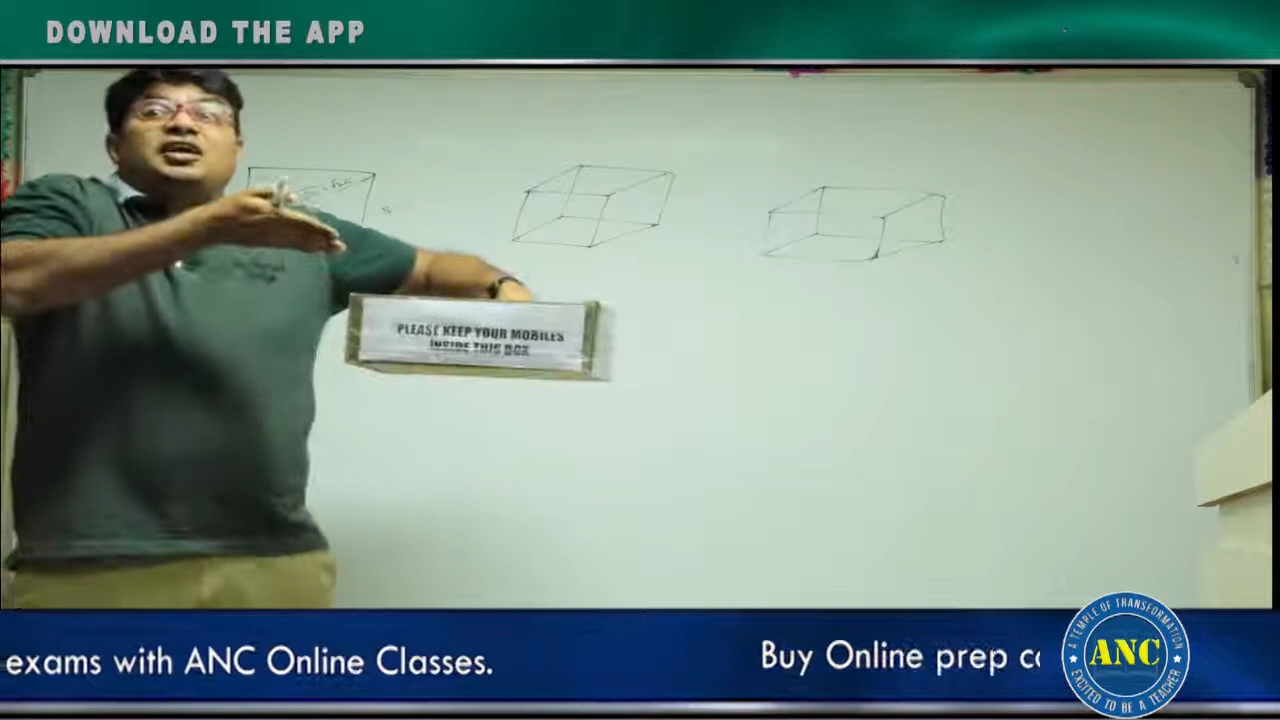 DOWNLOAD THE APP
PLEASE KEEP YOUR MOBILES
INSIDE THIS BOX
exams with ANC Online Classes.
Buy Online prep
A TEMPLE OF TRANSFORMATION
ANC
EXCITED TO BE A TEACHER